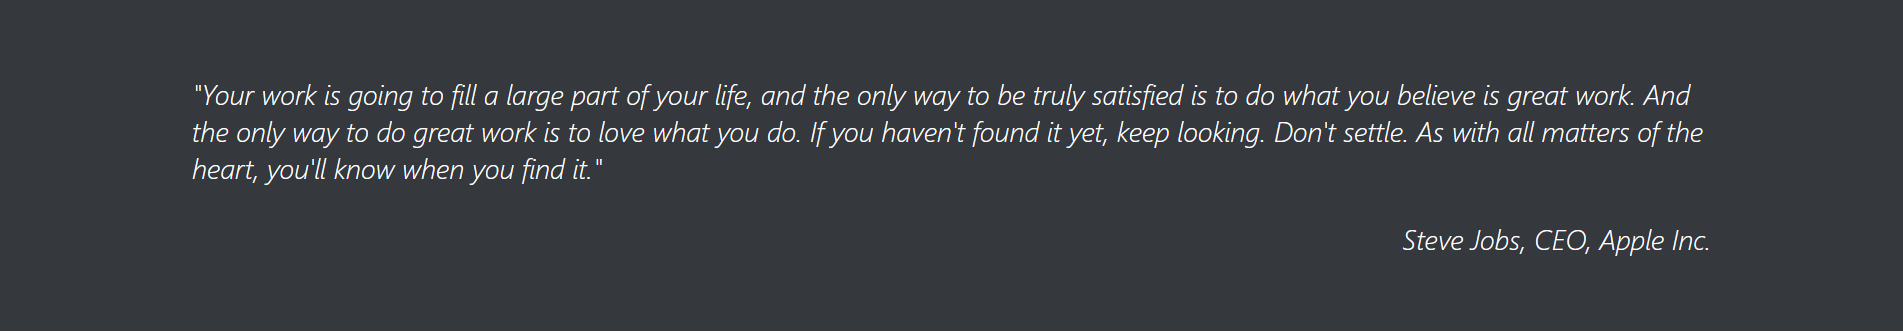 "Your work is going to fill a large part of your life, and the only way to be truly satisfied is to do what you believe is great work. And
the only way to do great work is to love what you do. If you haven't found it yet, keep looking. Don't settle. As with all matters of the
heart, you'll know when you find it."
Steve Jobs, CEO, Apple Inc.